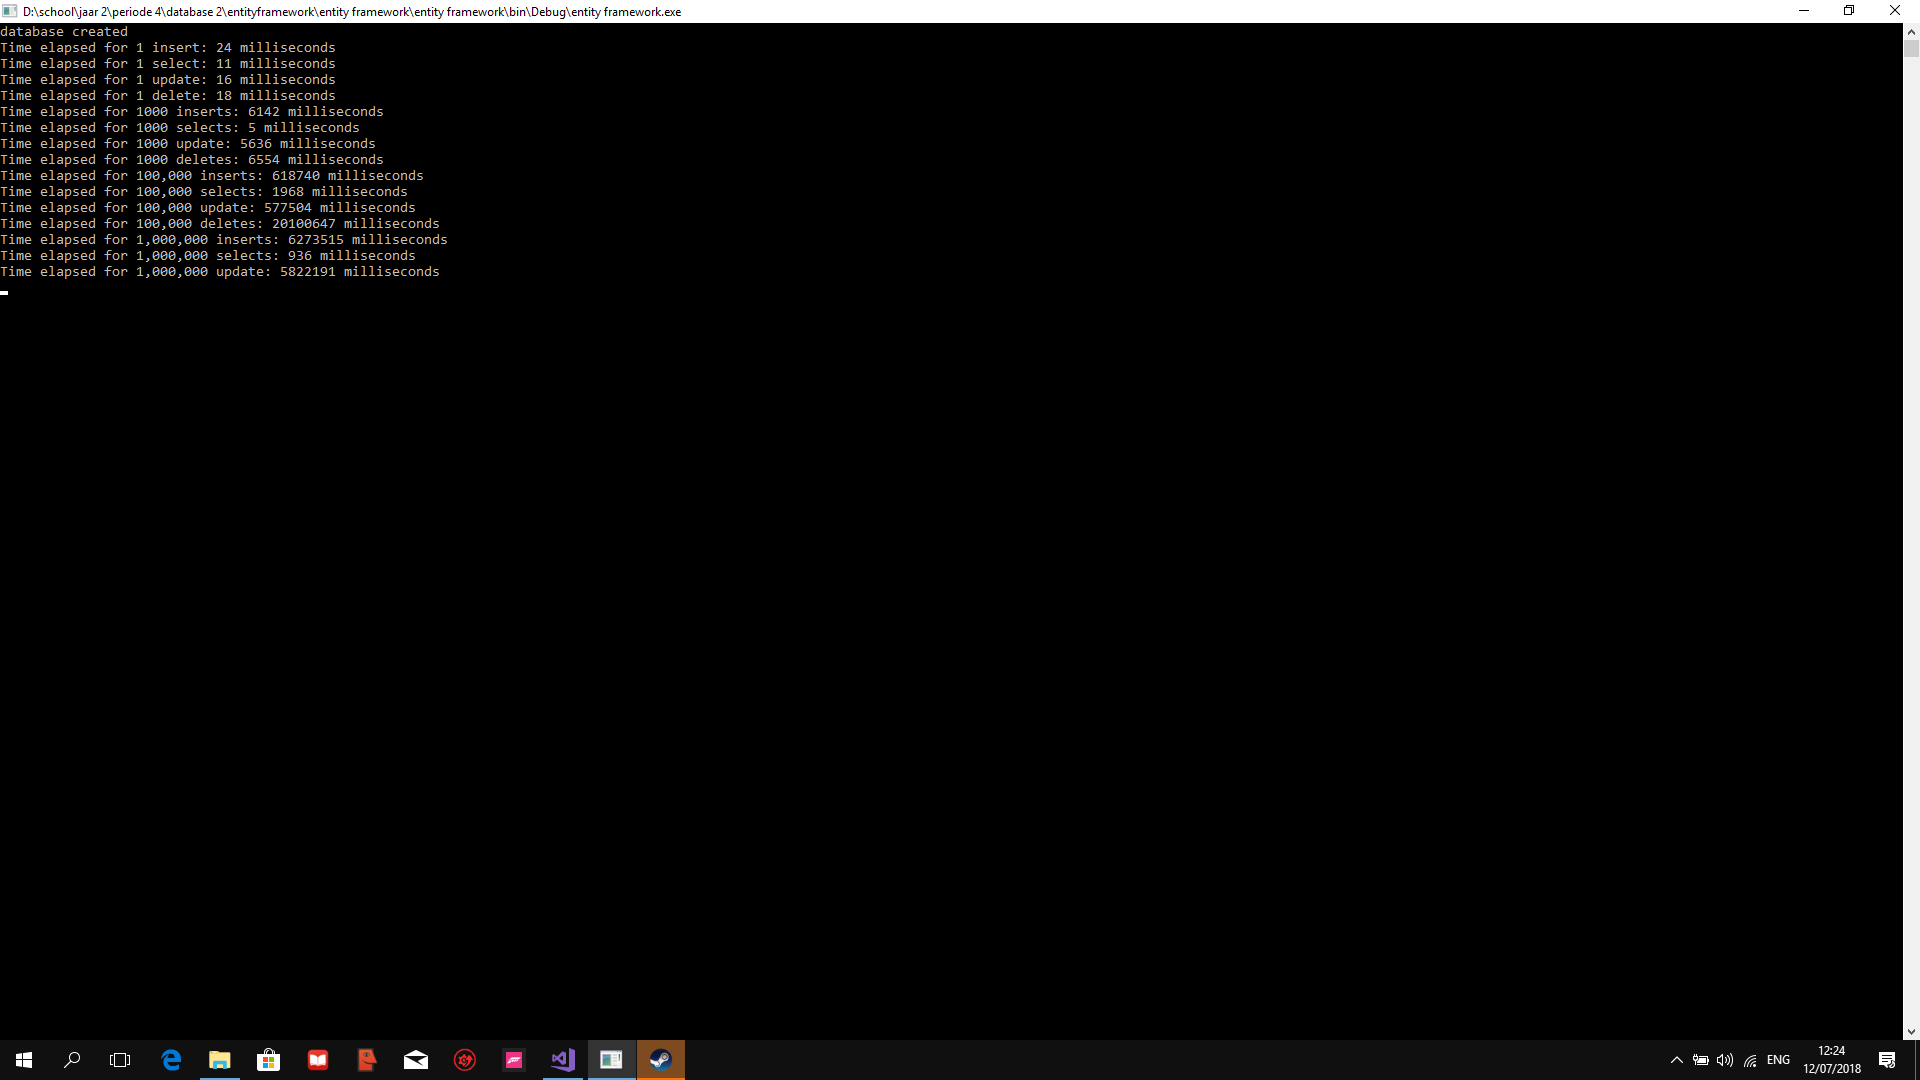 D:\school\jaar 2\periode 4\database 2\entityframework\entity framework\entity framework\bin\Debug\entity framework.exe
database created
Time elapsed for 1 insert: 24 milliseconds
Time elapsed for 1 select: 11 milliseconds
Time elapsed for 1 update: 16 milliseconds
Time elapsed for 1 delete: 18 milliseconds
Time elapsed for 1000 inserts: 6142 milliseconds
Time elapsed for 1000 selects: 5 milliseconds
Time elapsed for 1000 update: 5636 milliseconds
Time elapsed for 1000 deletes: 6554 milliseconds
Time elapsed for 100,000 inserts: 618740 milliseconds
Time elapsed for 100,000 selects: 1968 milliseconds
Time elapsed for 100,000 update: 577504 milliseconds
Time elapsed for 100,000 deletes: 20100647 milliseconds
Time elapsed for 1,000,000 inserts: 6273515 milliseconds
Time elapsed for 1,000,000 selects: 936 milliseconds
Time elapsed for 1,000,000 update: 5822191 milliseconds
ENG
12:24
12/07/2018